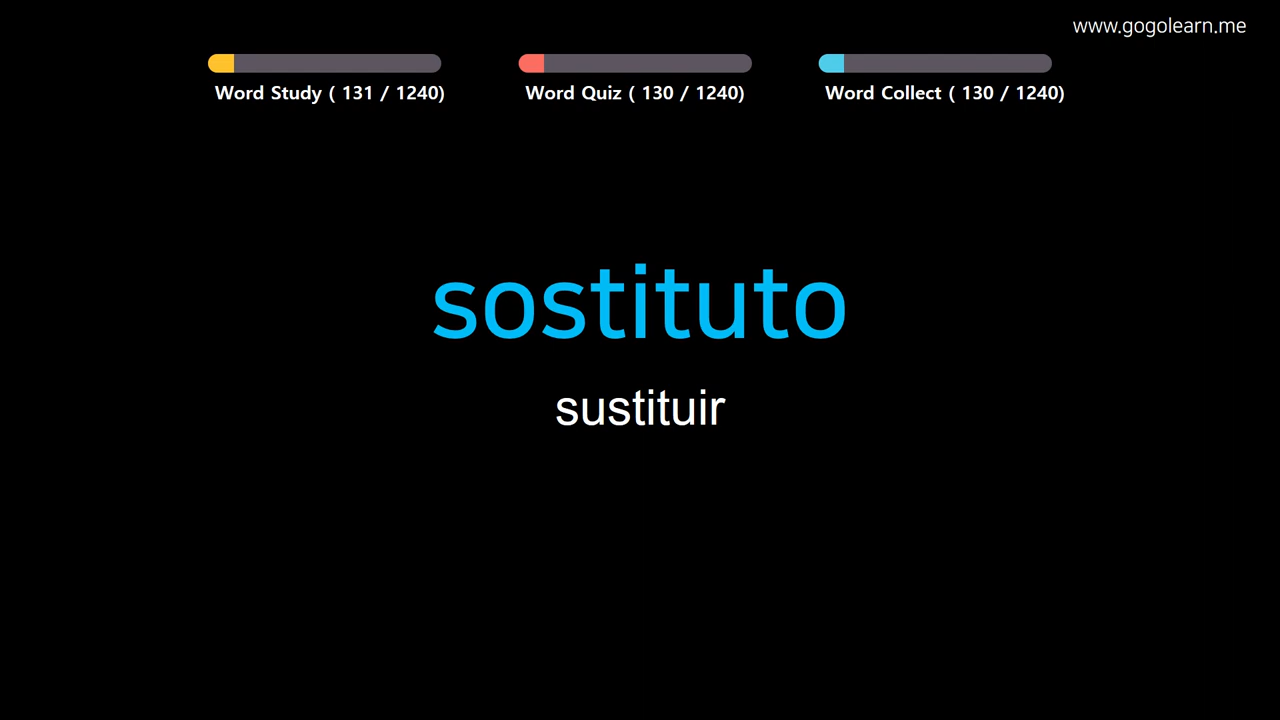 www.gogolearn.me
Word Study ( 131 / 1240)
Word Quiz ( 130 / 1240)
Word Collect ( 130 / 1240)
sostituto
sustituir